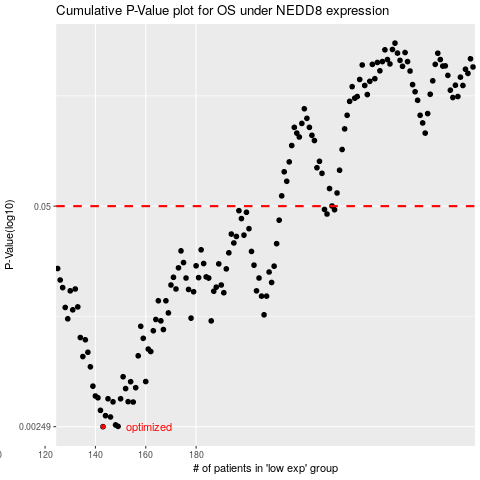 Cumulative P-Value plot for OS under NEDD8 expression
P-Value(log10)
0.05
0.00249
optimized
0 120 140 160 180
# of patients in 'low exp' group